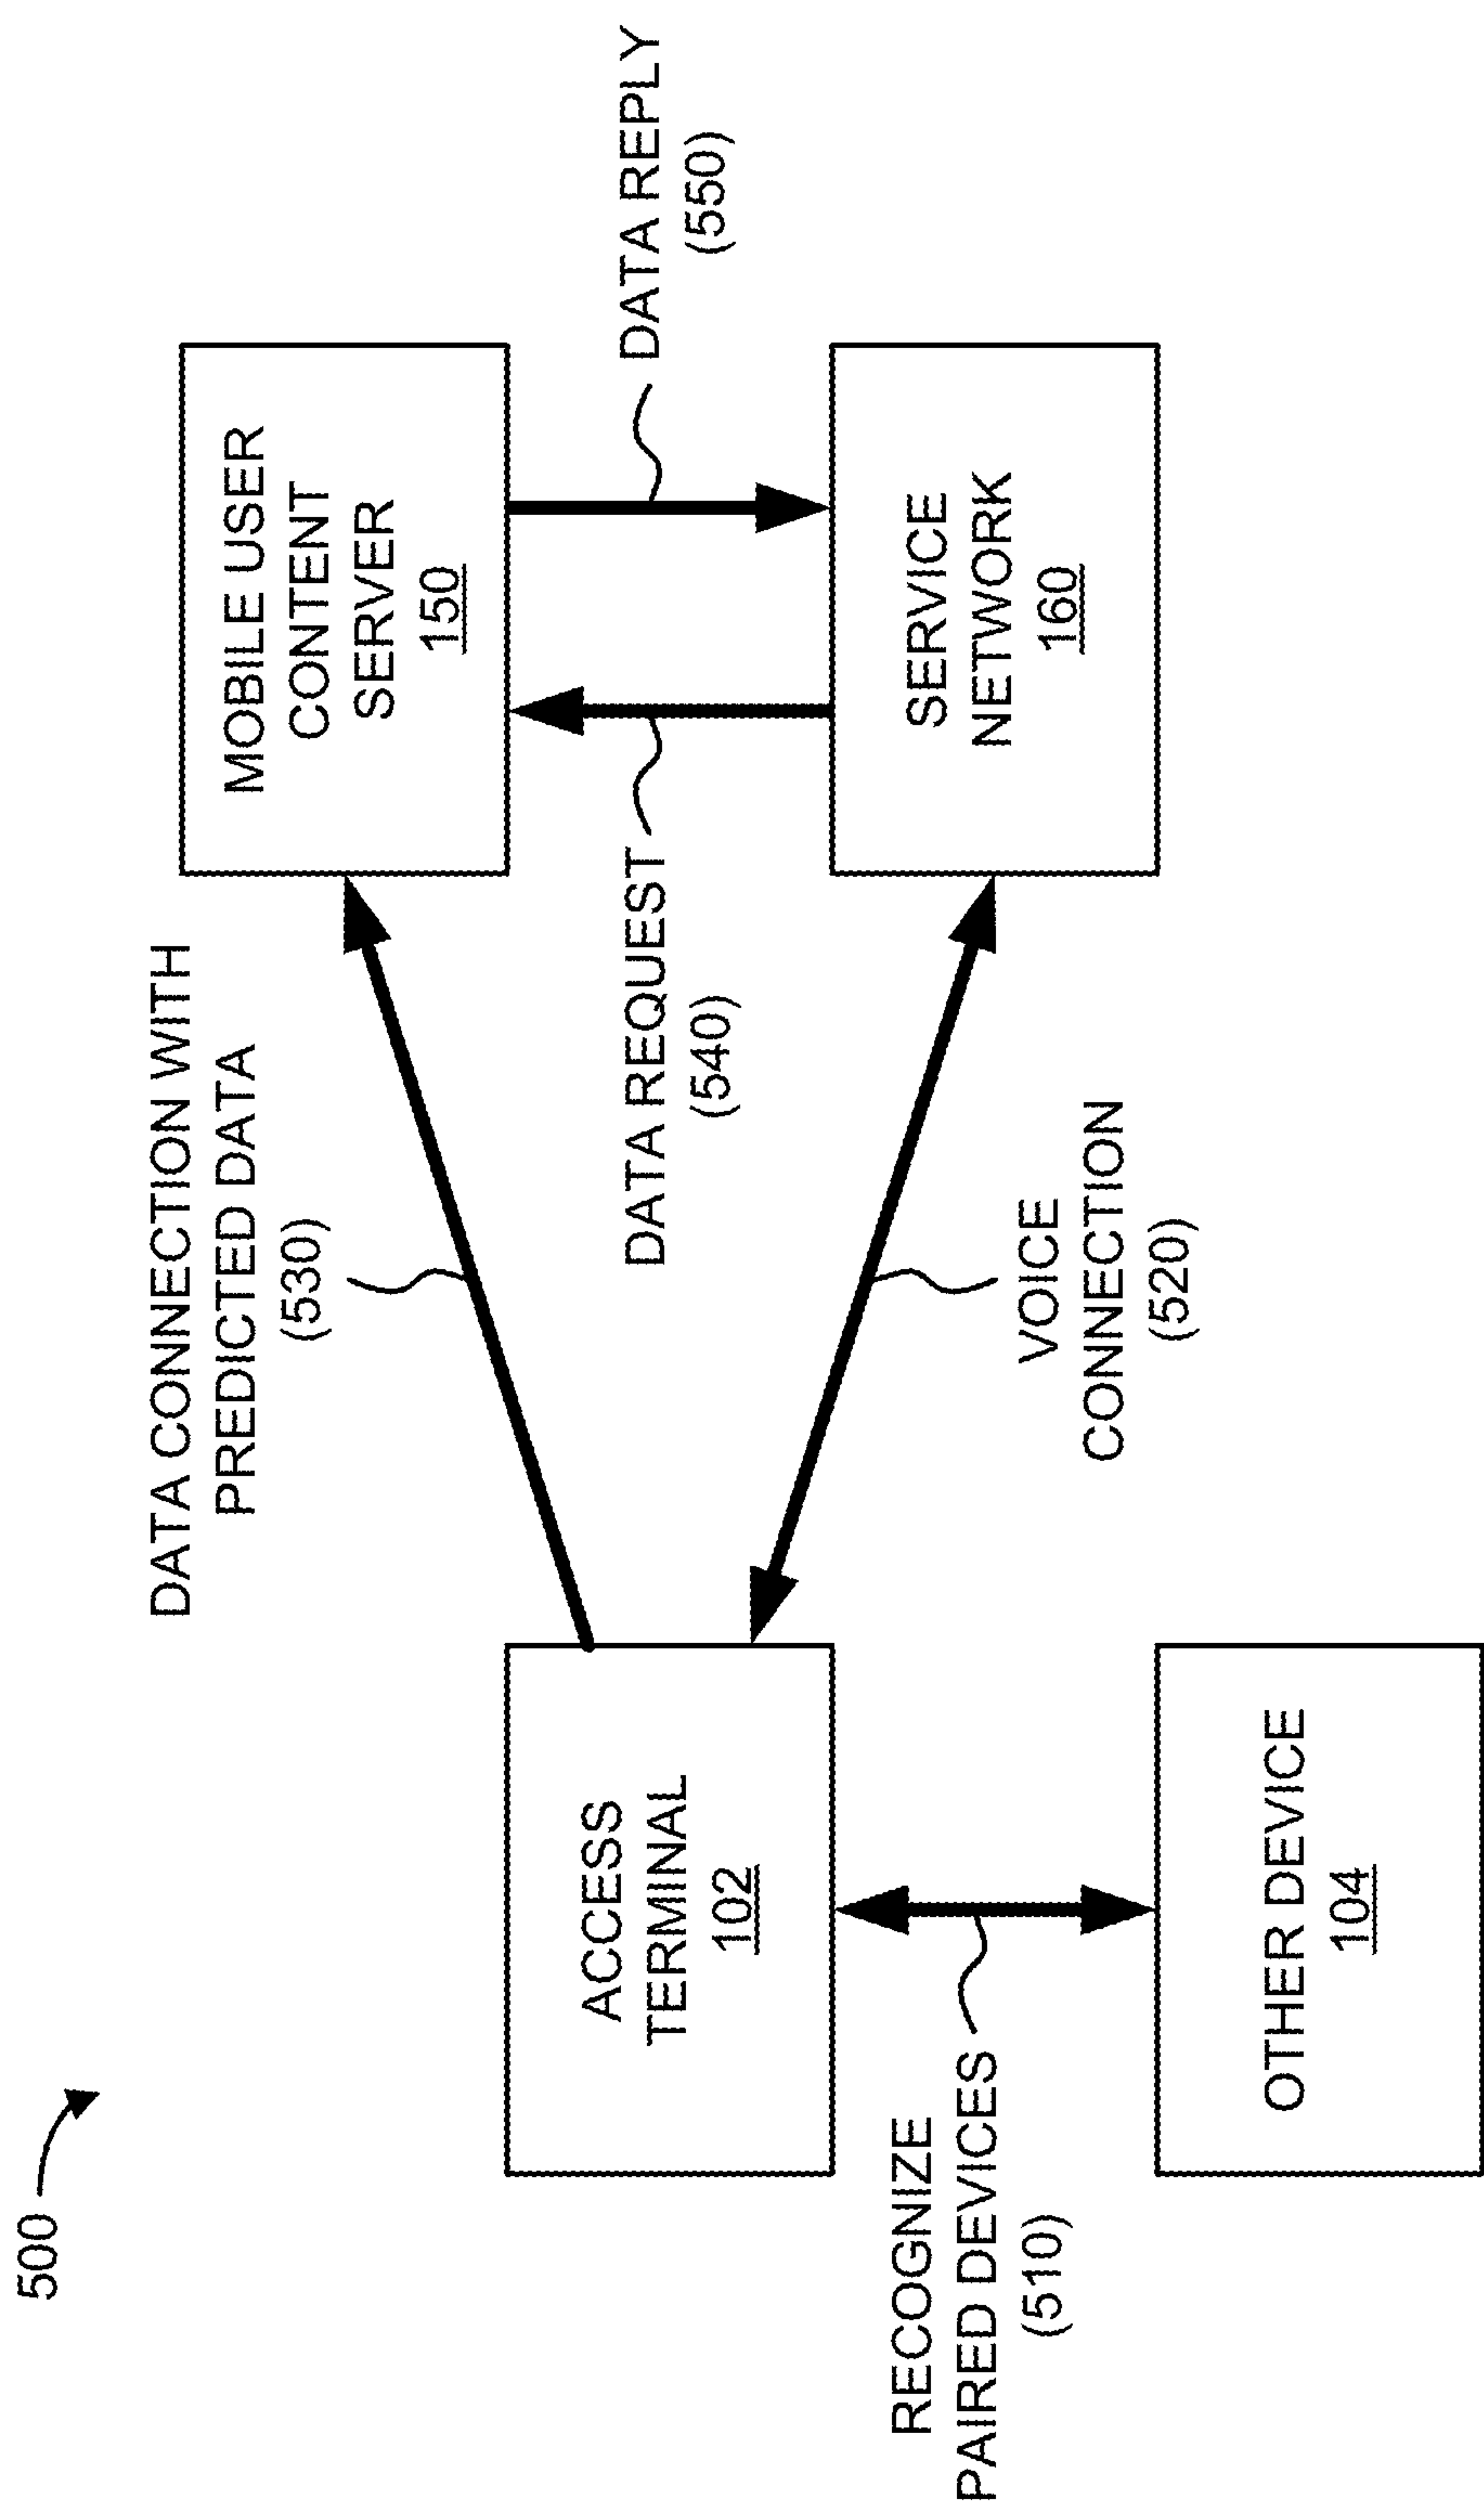 500
DATA CONNECTION WITH
PREDICTED DATA
(530)
MOBILE USER
CONTENT
SERVER
150
ACCESS
TERMINAL
102
DATA REQUEST
(540)
DATA REPLY
(550)
RECOGNIZE
PAIRED DEVICES
(510)
VOICE
CONNECTION
(520)
SERVICE
NETWORK
160
OTHER DEVICE
104